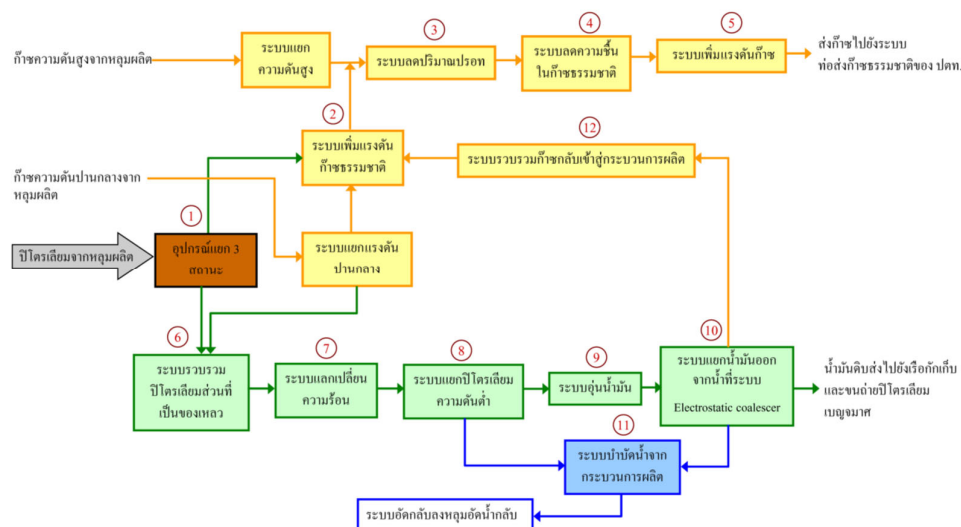 3
4
5
ก๊าซความดันสูงจากหลุมผลิต
ระบบแยก
ความดันสูง
ระบบลดปริมาณปรอท
ระบบลดความชื้น
ในก๊าซธรรมชาติ
ระบบเพิ่มแรงดันก๊าซ
ส่งก๊าซไปยังระบบ
ท่อส่งก๊าซธรรมชาติของ ปตท.
2
12
ระบบเพิ่มแรงดัน
ก๊าซธรรมชาติ
ระบบรวบรวมก๊าซกลับเข้าสู่กระบวนการผลิต
ก๊าซความดันปานกลางจาก
หลุมผลิต
1
ปิโตรเลียมจากหลุมผลิต
อุปกรณ์แยก 3
สถานะ
ระบบแยกแรงดัน
ปานกลาง
6
7
8
9
10
ระบบรวบรวม
ปิโตรเลียมส่วนที่
เป็นของเหลว
ระบบแลกเปลี่ยน
ความร้อน
ระบบแยกปิโตรเลียม
ความดันต่ำ
ระบบอุ่นน้ำมัน
ระบบแยกน้ำมันออก
จากน้ำที่ระบบ
Electrostatic coalescer
น้ำมันดิบส่งไปยังเรือกักเก็บ
และขนถ่ายปิโตรเลียม
เบญจมาศ
11
ระบบบำบัดน้ำจาก
กระบวนการผลิต
ระบบอัดกลับลงหลุมอัดน้ำกลับ